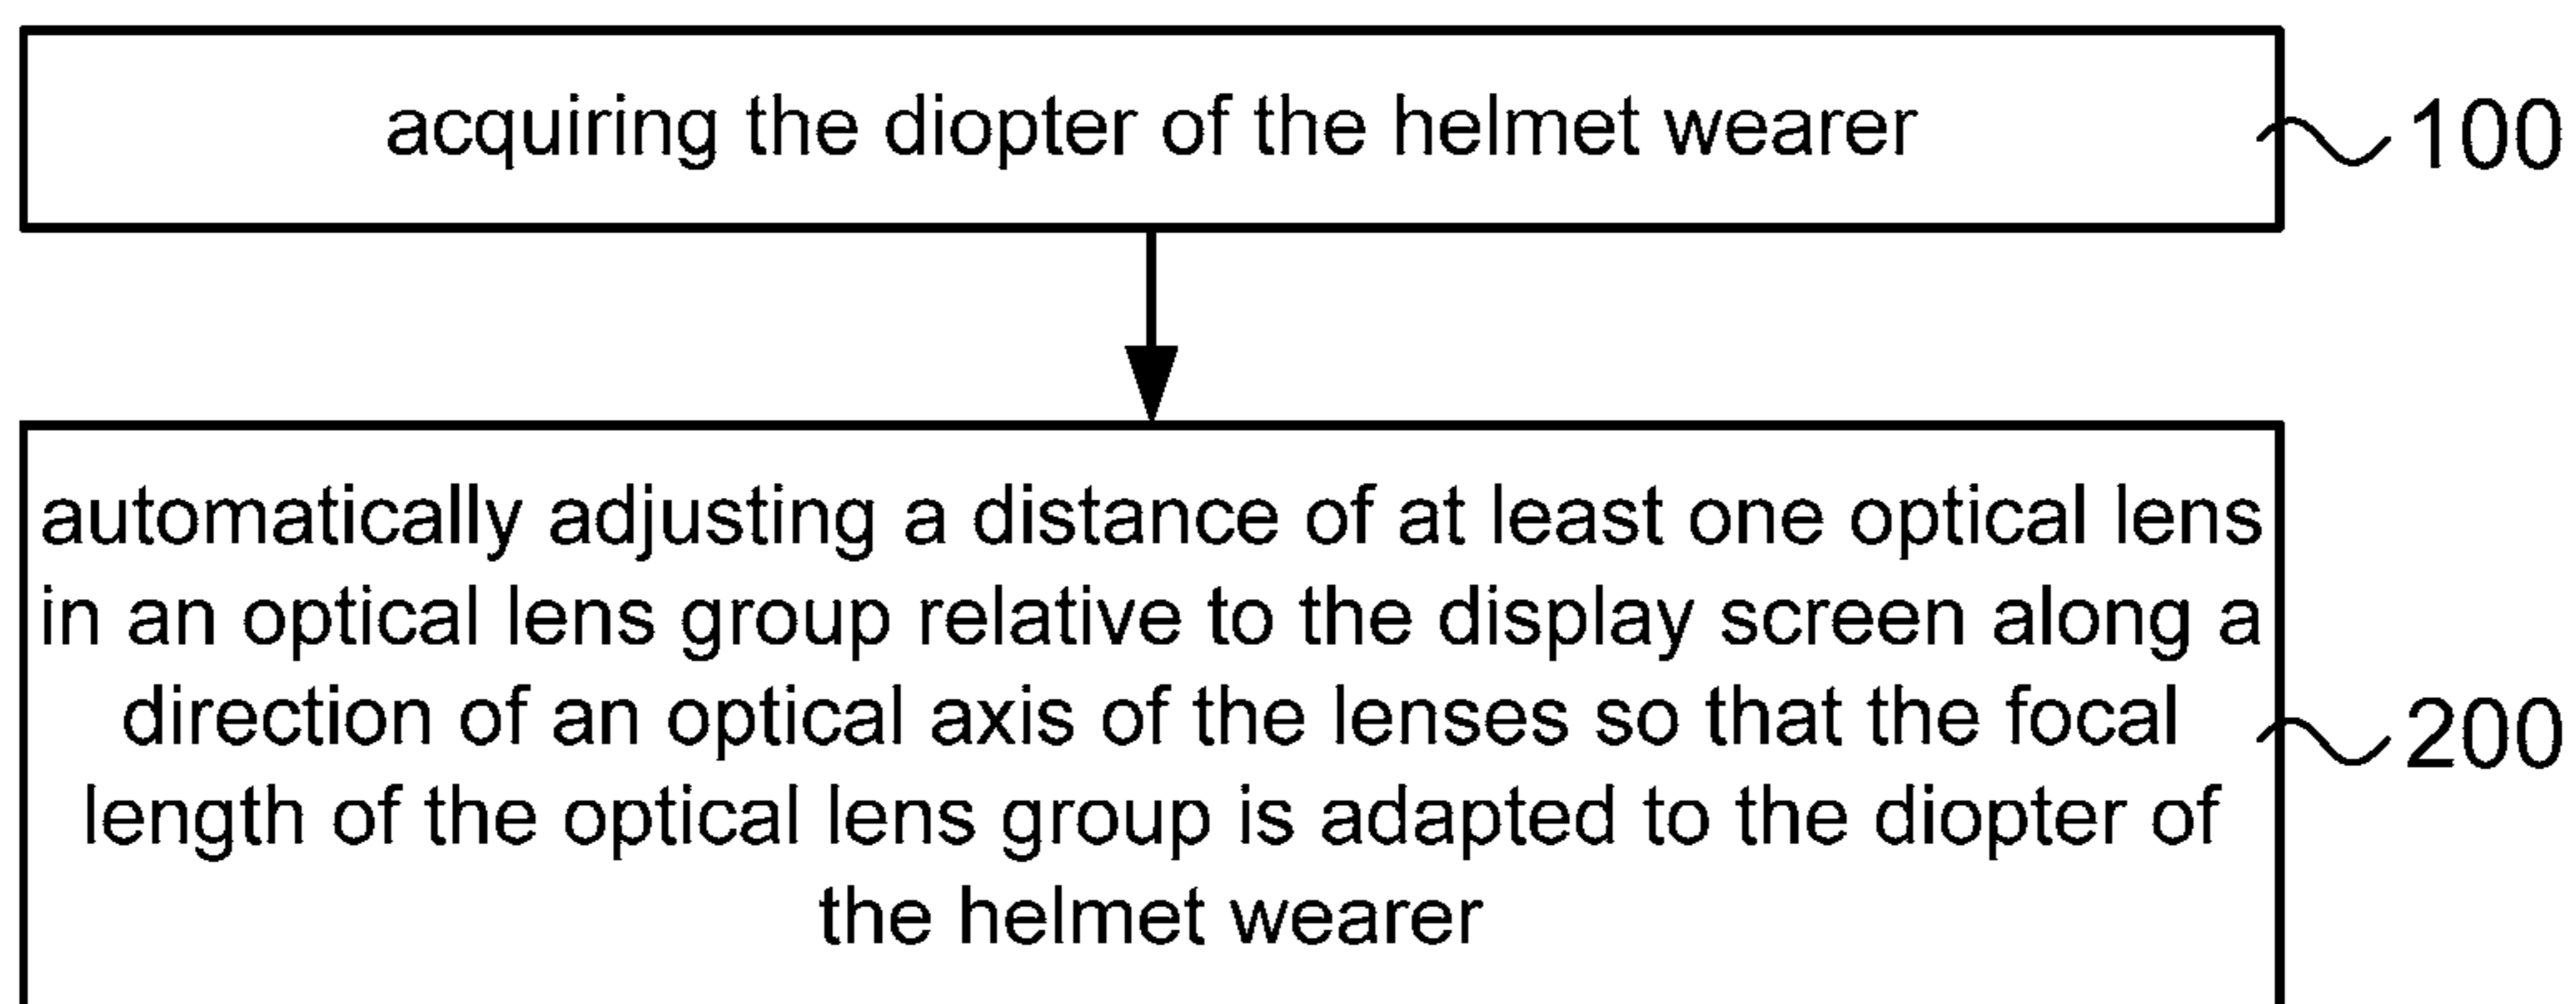 acquiring the diopter of the helmet wearer
100
automatically adjusting a distance of at least one optical lens
in an optical lens group relative to the display screen along a
direction of an optical axis of the lenses so that the focal
length of the optical lens group is adapted to the diopter of
the helmet wearer
200